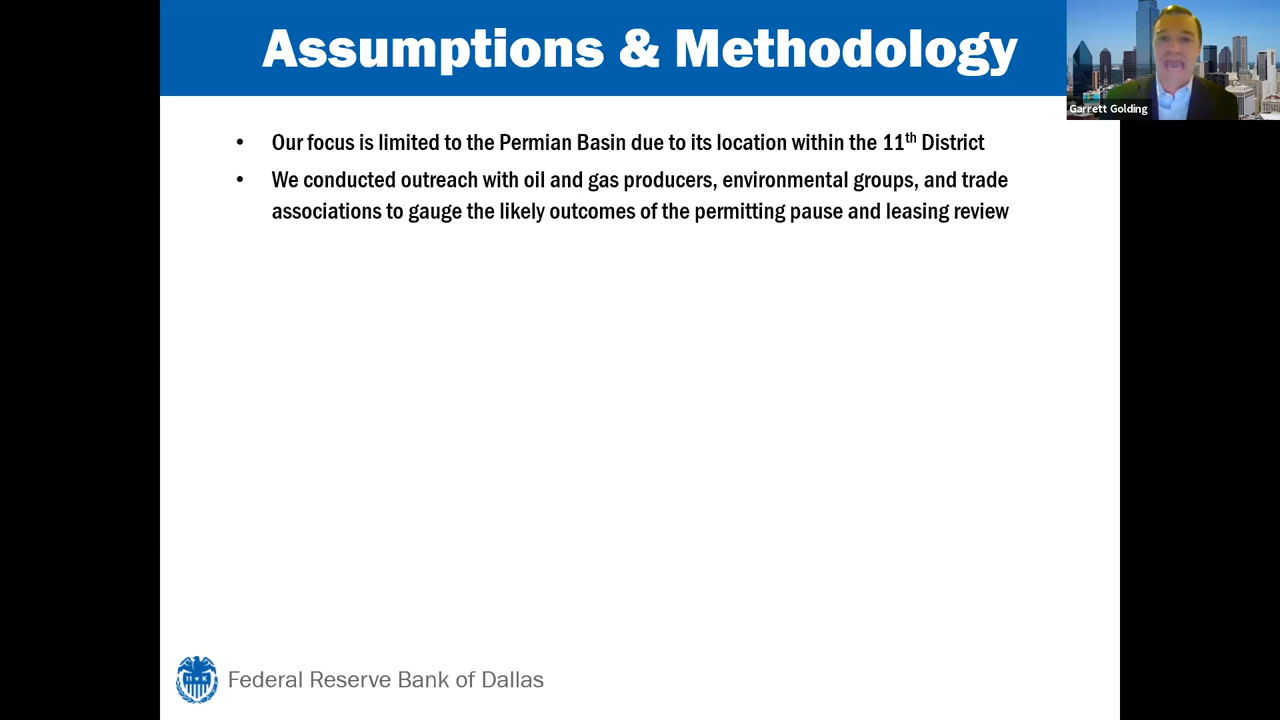 Assumptions & Methodology
Garrett Golding
• Our focus is limited to the Permian Basin due to its location within the 11th District
• We conducted outreach with oil and gas producers, environmental groups, and trade
associations to gauge the likely outcomes of the permitting pause and leasing review
Federal Reserve Bank of Dallas